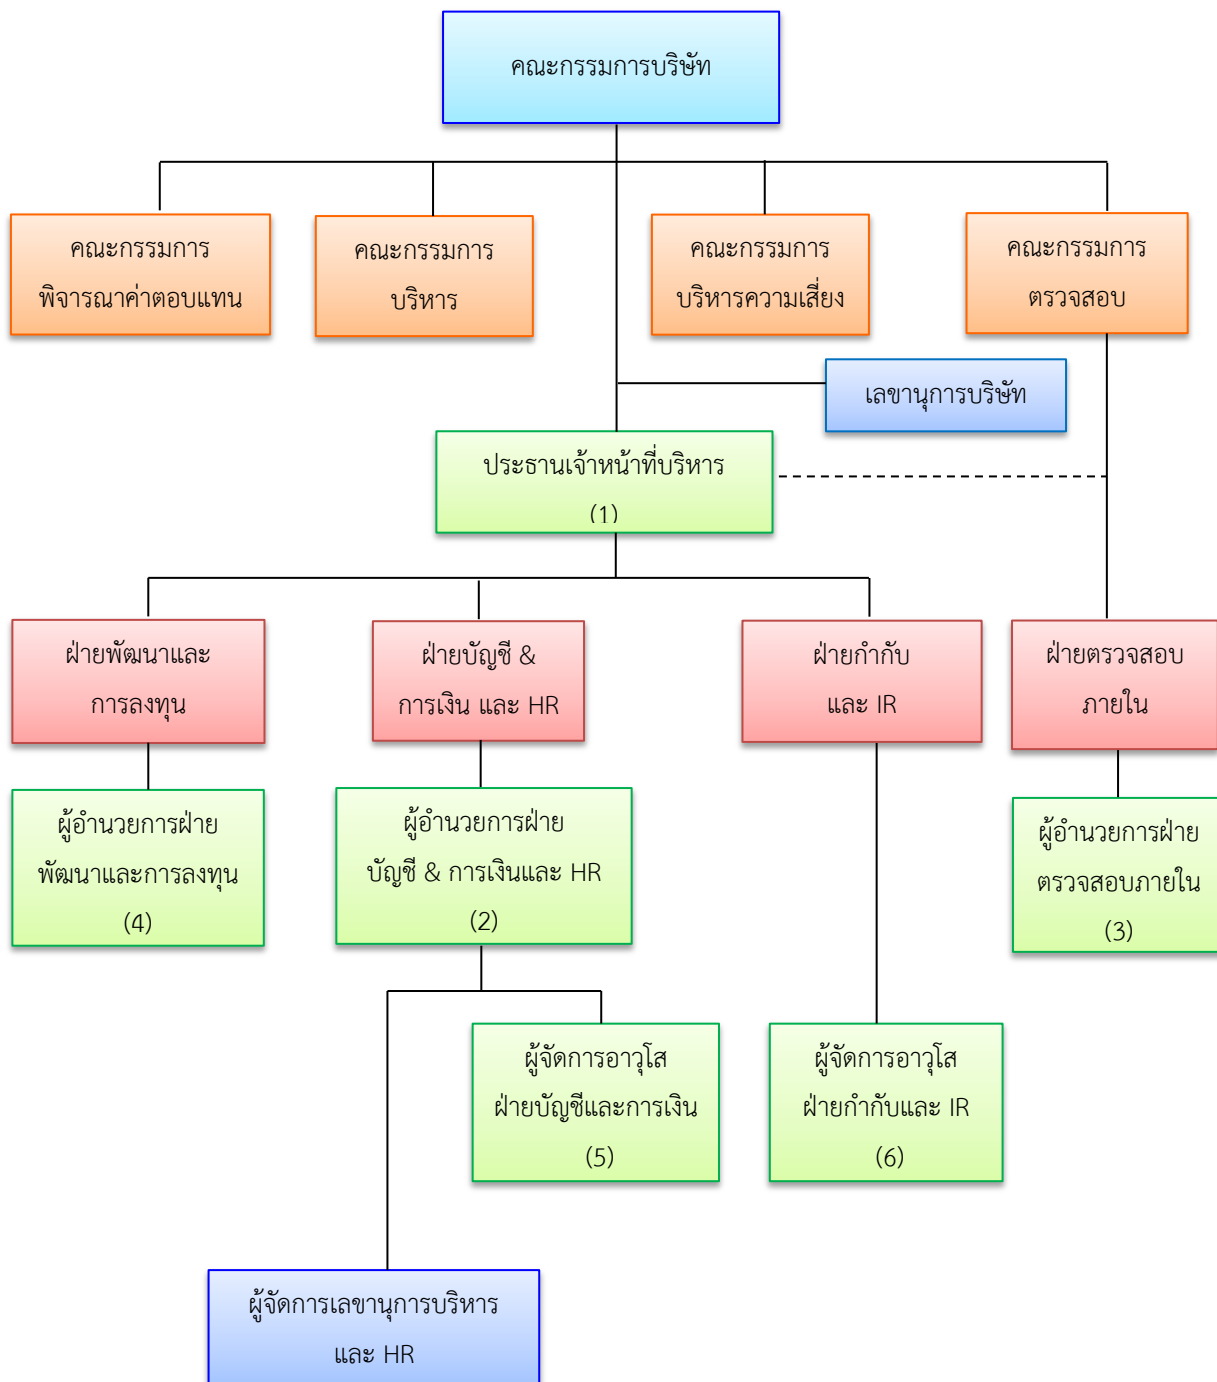 คณะกรรมการบริษัท
คณะกรรมการ
พิจารณาค่าตอบแทน
คณะกรรมการ
บริหาร
คณะกรรมการ
บริหารความเสี่ยง
คณะกรรมการ
ตรวจสอบ
เลขานุการบริษัท
ประธานเจ้าหน้าที่บริหาร
(1)
ฝ่ายพัฒนาและ
การลงทุน
ฝ่ายบัญชี &
การเงิน และ HR
ฝ่ายกำกับ
และ IR
ฝ่ายตรวจสอบ
ภายใน
ผู้อำนวยการฝ่าย
พัฒนาและการลงทุน
(4)
ผู้อำนวยการฝ่าย
บัญชี & การเงินและ HR
(2)
ผู้อำนวยการฝ่าย
ตรวจสอบภายใน
(3)
ผู้จัดการอาวุโส
ฝ่ายบัญชีและการเงิน
(5)
ผู้จัดการอาวุโส
ฝ่ายกำกับและ IR
(6)
ผู้จัดการเลขานุการบริหาร
และ HR